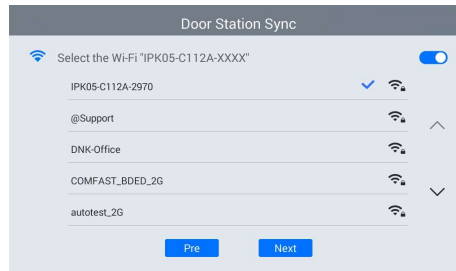 Door Station Sync
Select the Wi-Fi "IPK05-C112A-XXXX"
IPK05-C112A-2970
@Support
DNK-Office
COMFAST_BDED_2G
autotest_2G
Pre Next